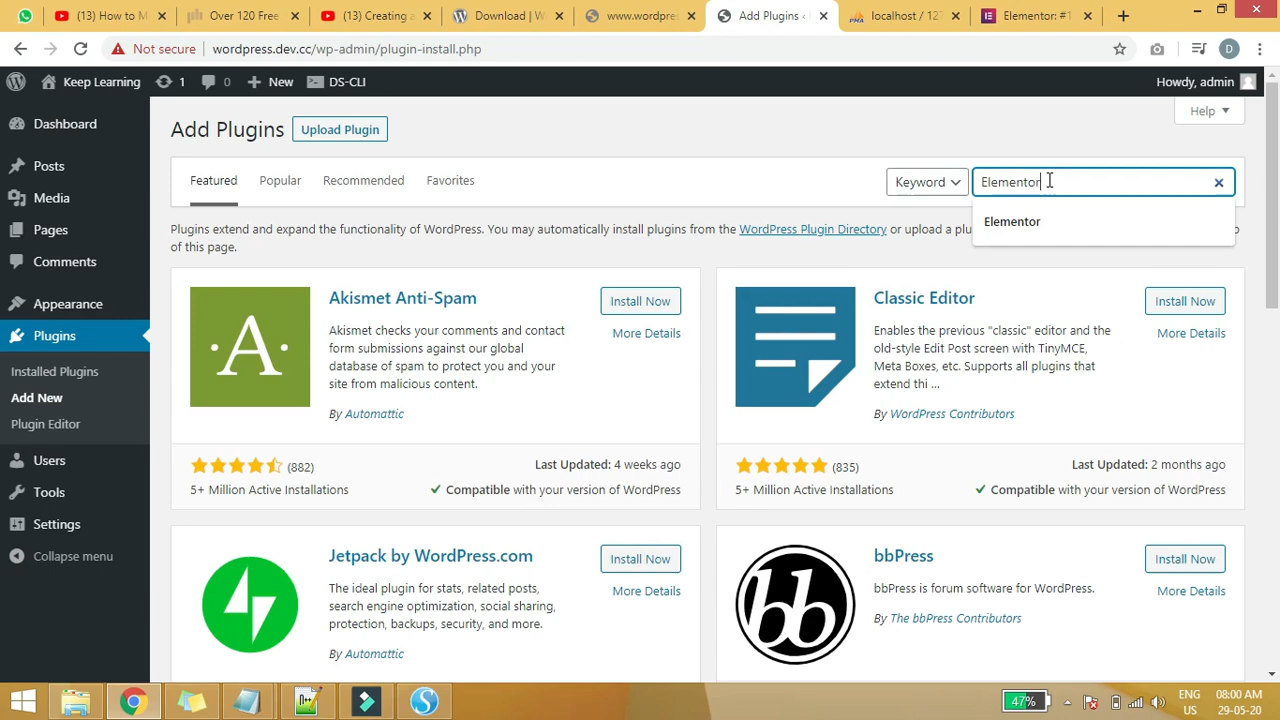 (13) How to M
Over 120 Free
(13) Creating a
Download | W
www.wordpres
Add Plugins ‹
localhost / 127
Elementor: #1
Not secure
wordpress.dev.cc/wp-admin/plugin-install.php
D
Keep Learning
1
0
New
DS-CLI
Howdy, admin
Dashboard
Posts
Media
Pages
Comments
Appearance
Plugins
Installed Plugins
Add New
Plugin Editor
Users
Tools
Settings
Collapse menu
Help
Add Plugins
Upload Plugin
Featured
Popular
Recommended
Favorites
Keyword
Elementor
Elementor
Plugins extend and expand the functionality of WordPress. You may automatically install plugins from the WordPress Plugin Directory or upload a plu
of this page.
A
Akismet Anti-Spam
Install Now
More Details
Akismet checks your comments and contact
form submissions against our global
database of spam to protect you and your
site from malicious content.
By Automattic
(882)
Last Updated: 4 weeks ago
5+ Million Active Installations
Compatible with your version of WordPress
Classic Editor
Install Now
More Details
Enables the previous "classic" editor and the
old-style Edit Post screen with TinyMCE,
Meta Boxes, etc. Supports all plugins that
extend thi ...
By WordPress Contributors
(835)
Last Updated: 2 months ago
5+ Million Active Installations
Compatible with your version of WordPress
Jetpack by WordPress.com
Install Now
More Details
The ideal plugin for stats, related posts,
search engine optimization, social sharing,
protection, backups, security, and more.
By Automattic
bb
bbPress
Install Now
More Details
bbPress is forum software for WordPress.
By The bbPress Contributors
47%
ENG
US
08:00 AM
29-05-20